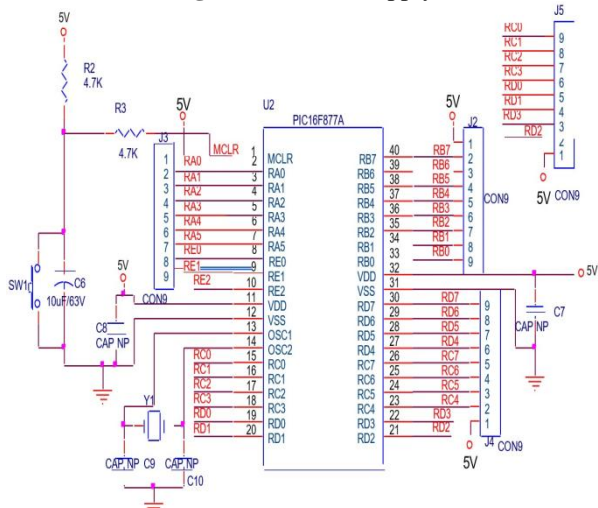 5V
R2
4.7K
R3
4.7K
MCLR
SW1
C6
10uF/63V
5V
J3
1
2
3
4
5
6
7
8
9
CON9
RA0
RA1
RA2
RA3
RA4
RA5
RE0
RE1
RE2
5V
C8
CAP NP
RC0
RC1
RC2
RC3
RD0
RD1
Y1
CAP NP C9
CAP NP
C10
U2
PIC16F877A
1 MCLR
2 RA0
3 RA1
4 RA2
5 RA3
6 RA4
7 RA5
8 RE0
9 RE1
10 RE2
11 VDD
12 VSS
13 OSC1
14 OSC2
15 RC0
16 RC1
17 RC2
18 RC3
19 RD0
20 RD1
RB7 40
RB6 39
RB5 38
RB4 37
RB3 36
RB2 35
RB1 34
RB0 33
VDD 32
VSS 31
RD7 30
RD6 29
RD5 28
RD4 27
RC7 26
RC6 25
RC5 24
RC4 23
RD3 22
RD2 21
5V
J2
RB7 1
RB6 2
RB5 3
RB4 4
RB3 5
RB2 6
RB1 7
RB0 8
9
CON9
5V
C7
CAP NP
RD7 9
RD6 8
RD5 7
RD4 6
RC7 5
RC6 4
RC5 3
RC4 2
RD3 1
RD2
J4
CON9
5V
J5
RC0 9
RC1 8
RC2 7
RC3 6
RD0 5
RD1 4
RD3 3
RD2 2
1
5V
CON9